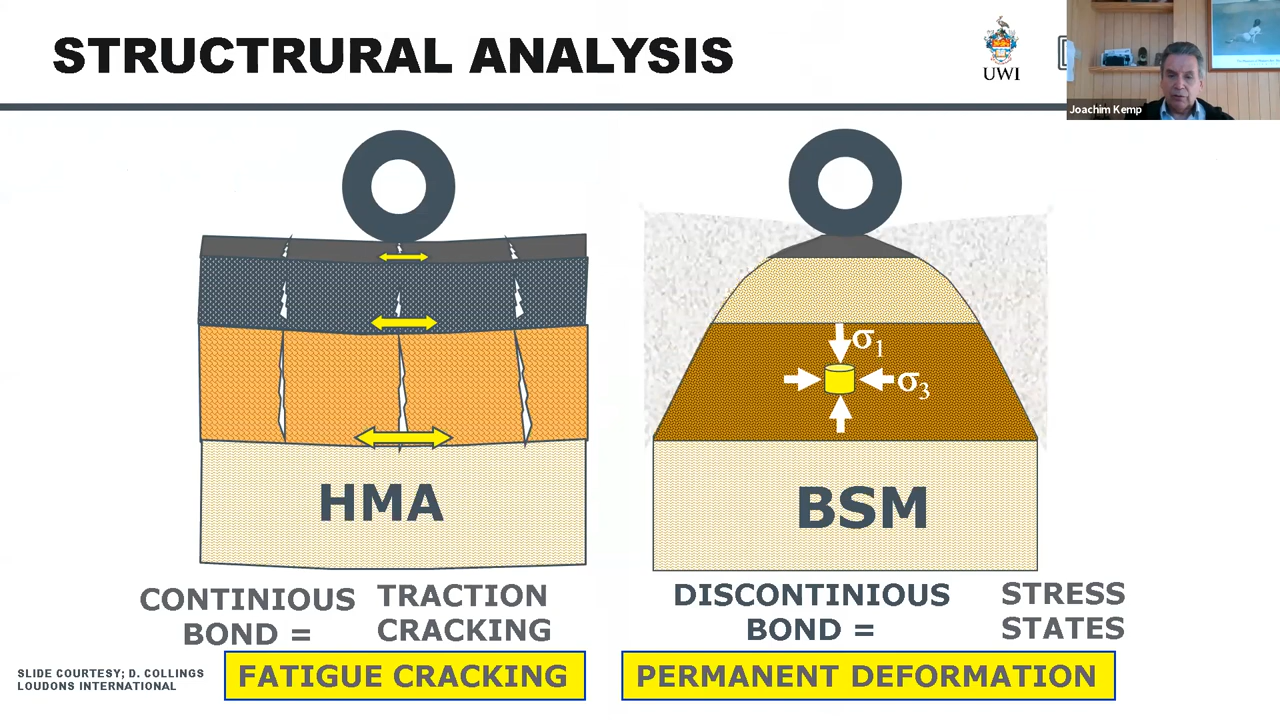 STRUCTRURAL ANALYSIS
UWI
Joachim Kemp
σ1
σ3
HMA
BSM
CONTINIOUS
BOND =
TRACTION
CRACKING
DISCONTINIOUS
BOND =
STRESS
STATES
SLIDE COURTESY; D. COLLINGS
LOUDONS INTERNATIONAL
FATIGUE CRACKING
PERMANENT DEFORMATION